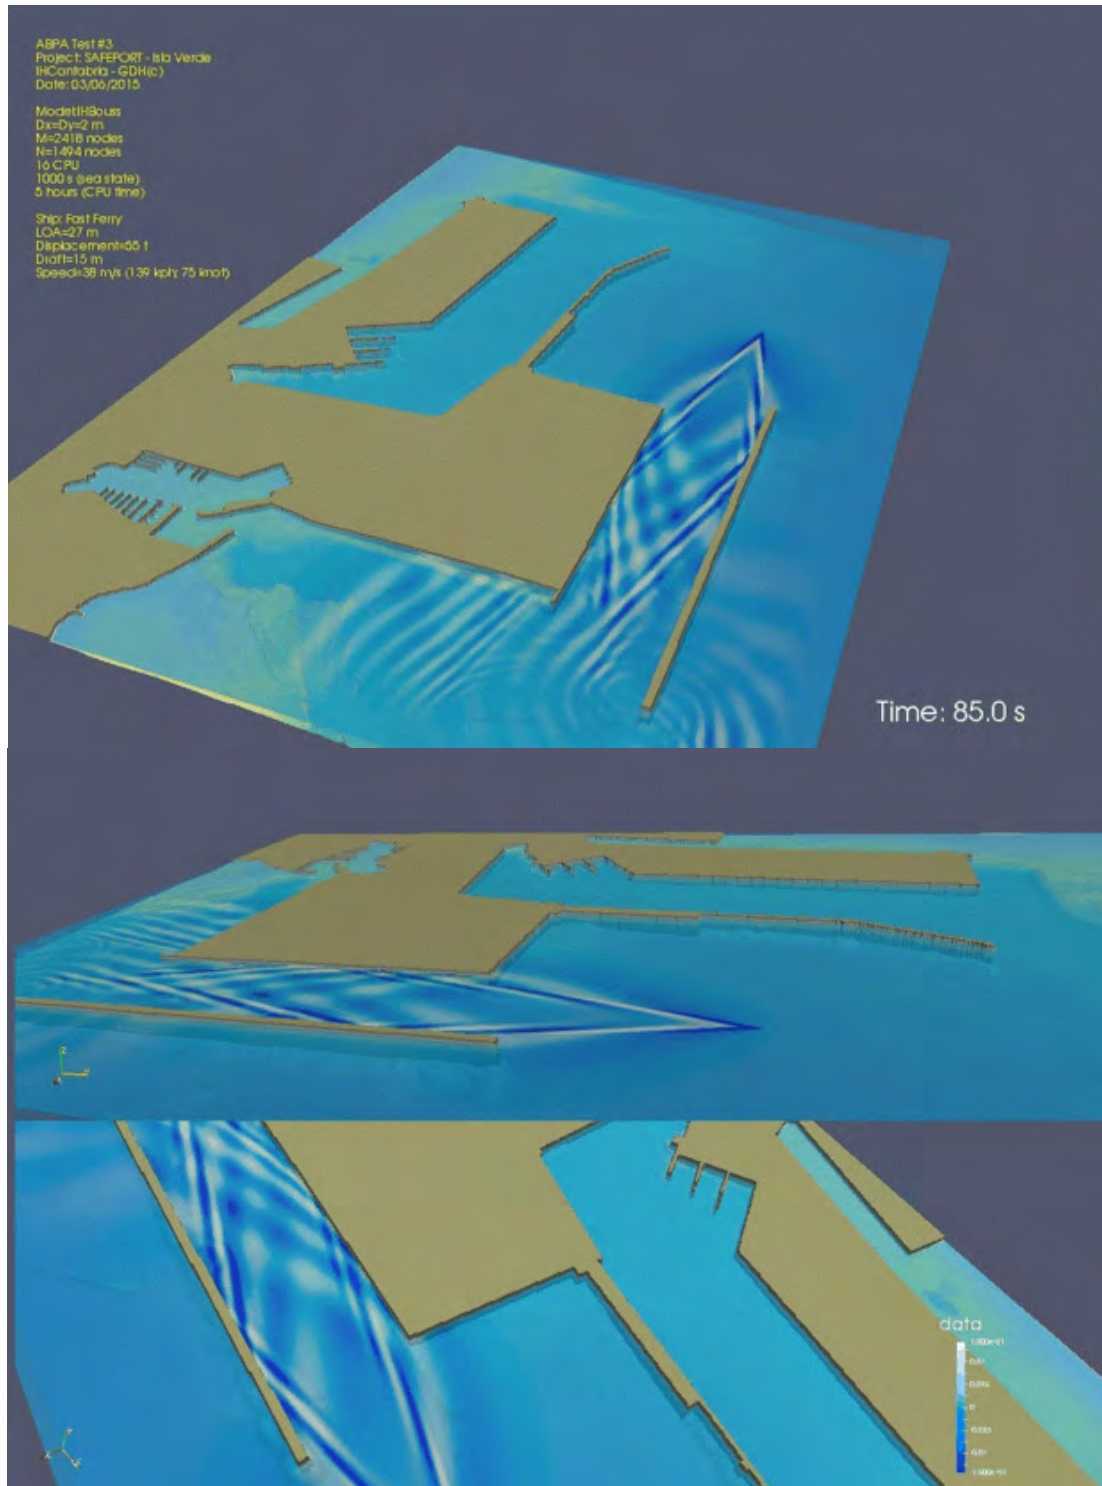 ABPA Test #3
Project: SAFEPORT - Isla Verde
IHCantabria - GDH(c)
Date: 03/06/2015
Model:IHBouss
Dx=Dy=2 m
M=2418 nodes
N=1494 nodes
16 CPU
1000 s (sea state)
5 hours (CPU time)
Ship: Fast Ferry
LOA=27 m
Displacement=55 t
Draft=15 m
Speed=38 m/s (139 kph; 75 knot)
Time: 85.0 s
Z
data
0